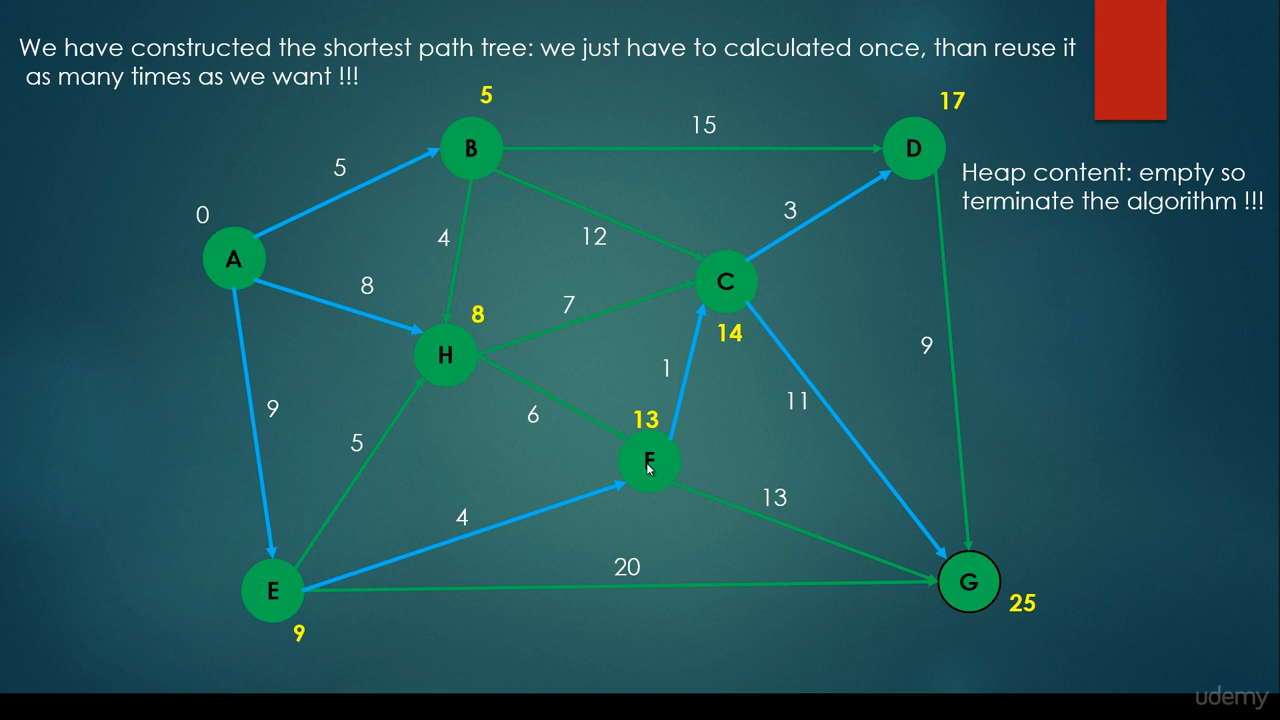 We have constructed the shortest path tree: we just have to calculated once, than reuse it
as many times as we want !!!
5
17
B
15
D
5
Heap content: empty so
terminate the algorithm !!!
0
3
4
12
A
C
8
7
8
14
H
9
1
9
6
11
13
5
F
13
4
20
G
E
25
9
udemy